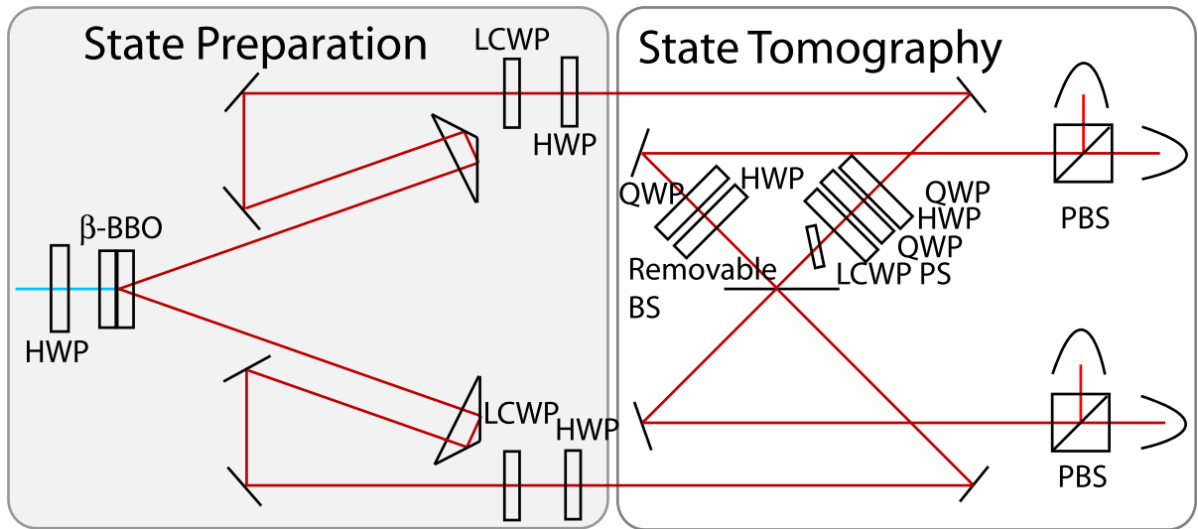 State Preparation
LCWP
HWP
β-BBO
HWP
LCWP
HWP
State Tomography
QWP
HWP
QWP
HWP
QWP
LCWP PS
Removable
BS
PBS
PBS